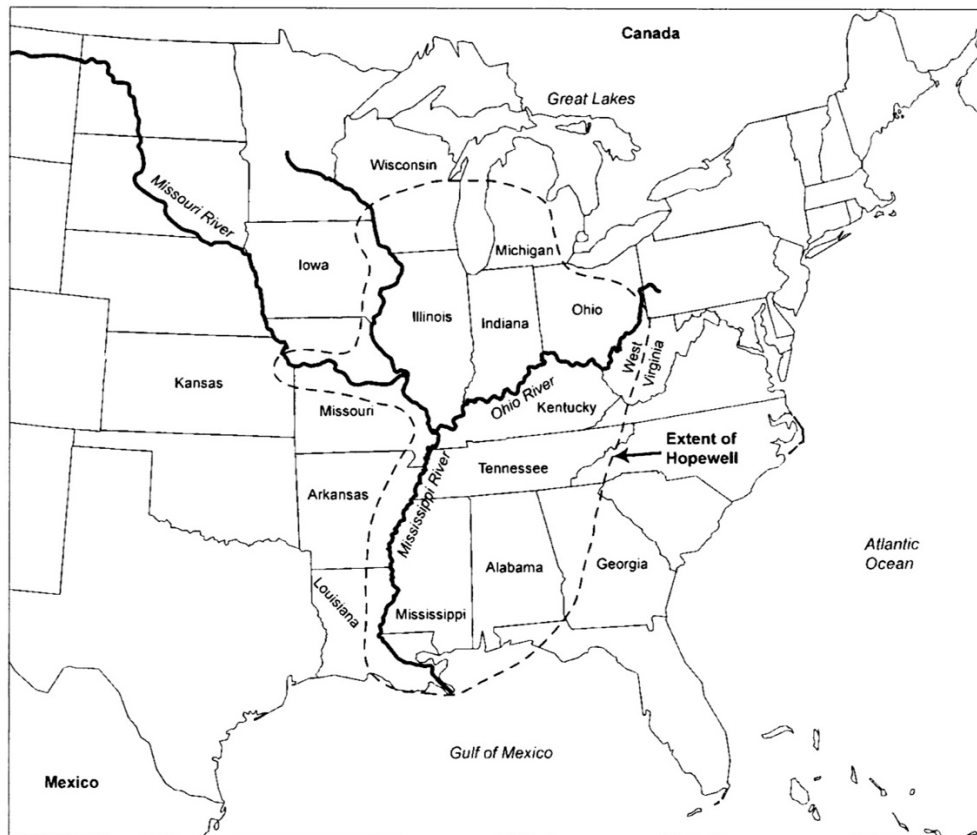 Canada
Great Lakes
Wisconsin
Missouri River
Michigan
Iowa
Illinois
Indiana
Ohio
West
Virginia
Kansas
Missouri
Ohio River
Kentucky
Extent of
Hopewell
Tennessee
Mississippi River
Arkansas
Atlantic
Ocean
Alabama
Georgia
Louisiana
Mississippi
Gulf of Mexico
Mexico